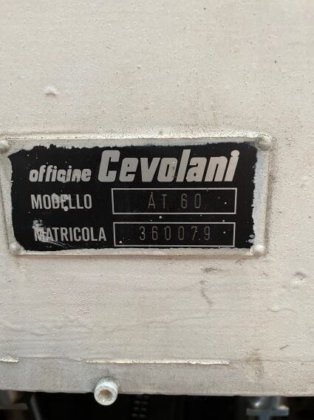 officine Cevolani
MODELLO AT 60
MATRICOLA 360079